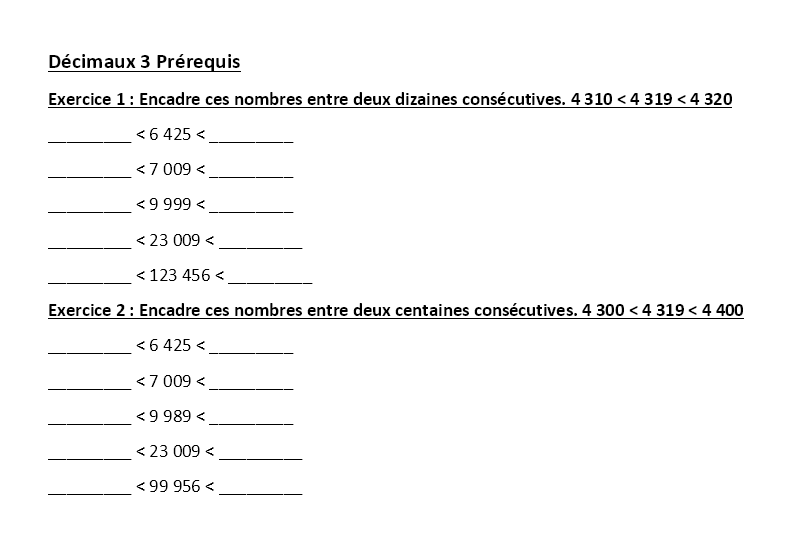 Décimaux 3 Prérequis
Exercice 1 : Encadre ces nombres entre deux dizaines consécutives. 4 310 < 4 319 < 4 320
_________ < 6 425 < _________
_________ < 7 009 < _________
_________ < 9 999 < _________
_________ < 23 009 < _________
_________ < 123 456 < _________
Exercice 2 : Encadre ces nombres entre deux centaines consécutives. 4 300 < 4 319 < 4 400
_________ < 6 425 < _________
_________ < 7 009 < _________
_________ < 9 989 < _________
_________ < 23 009 < _________
_________ < 99 956 < _________